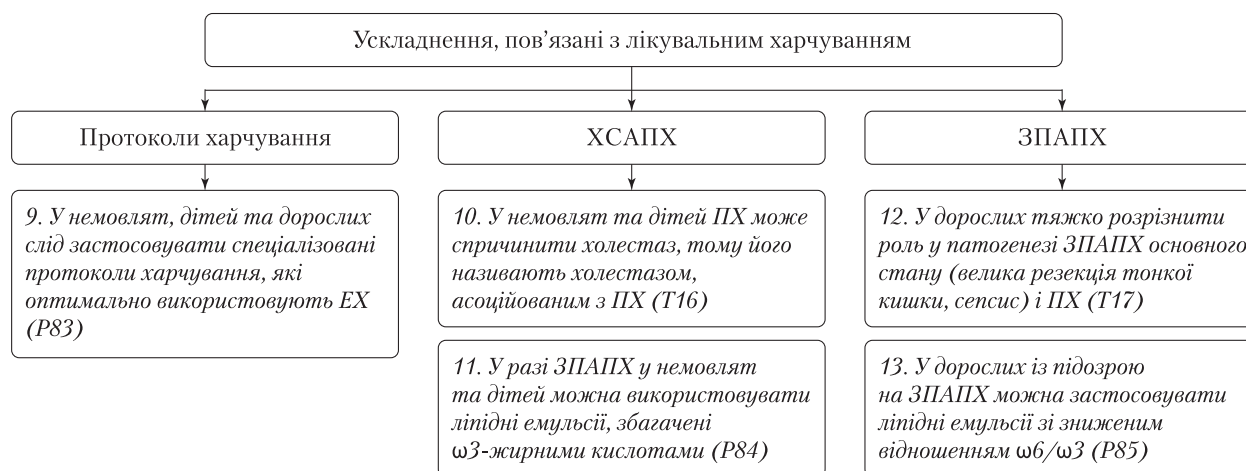 Ускладнення, пов’язані з лікувальним харчуванням
Протоколи харчування
ХСАПХ
ЗПАПХ
9. У немовлят, дітей та дорослих
слід застосовувати спеціалізовані
протоколи харчування, які
оптимально використовують ЕХ
(Р83)
10. У немовлят та дітей ПХ може
спричинити холестаз, тому його
називають холестазом,
асоційованим з ПХ (Т16)
11. У разі ЗПАПХ у немовлят
та дітей можна використовувати
ліпідні емульсії, збагачені
ω3-жирними кислотами (Р84)
12. У дорослих тяжко розрізнити
роль у патогенезі ЗПАПХ основного
стану (велика резекція тонкої
кишки, сепсис) і ПХ (Т17)
13. У дорослих із підозрою
на ЗПАПХ можна застосовувати
ліпідні емульсії зі зниженим
відношенням ω6/ω3 (Р85)